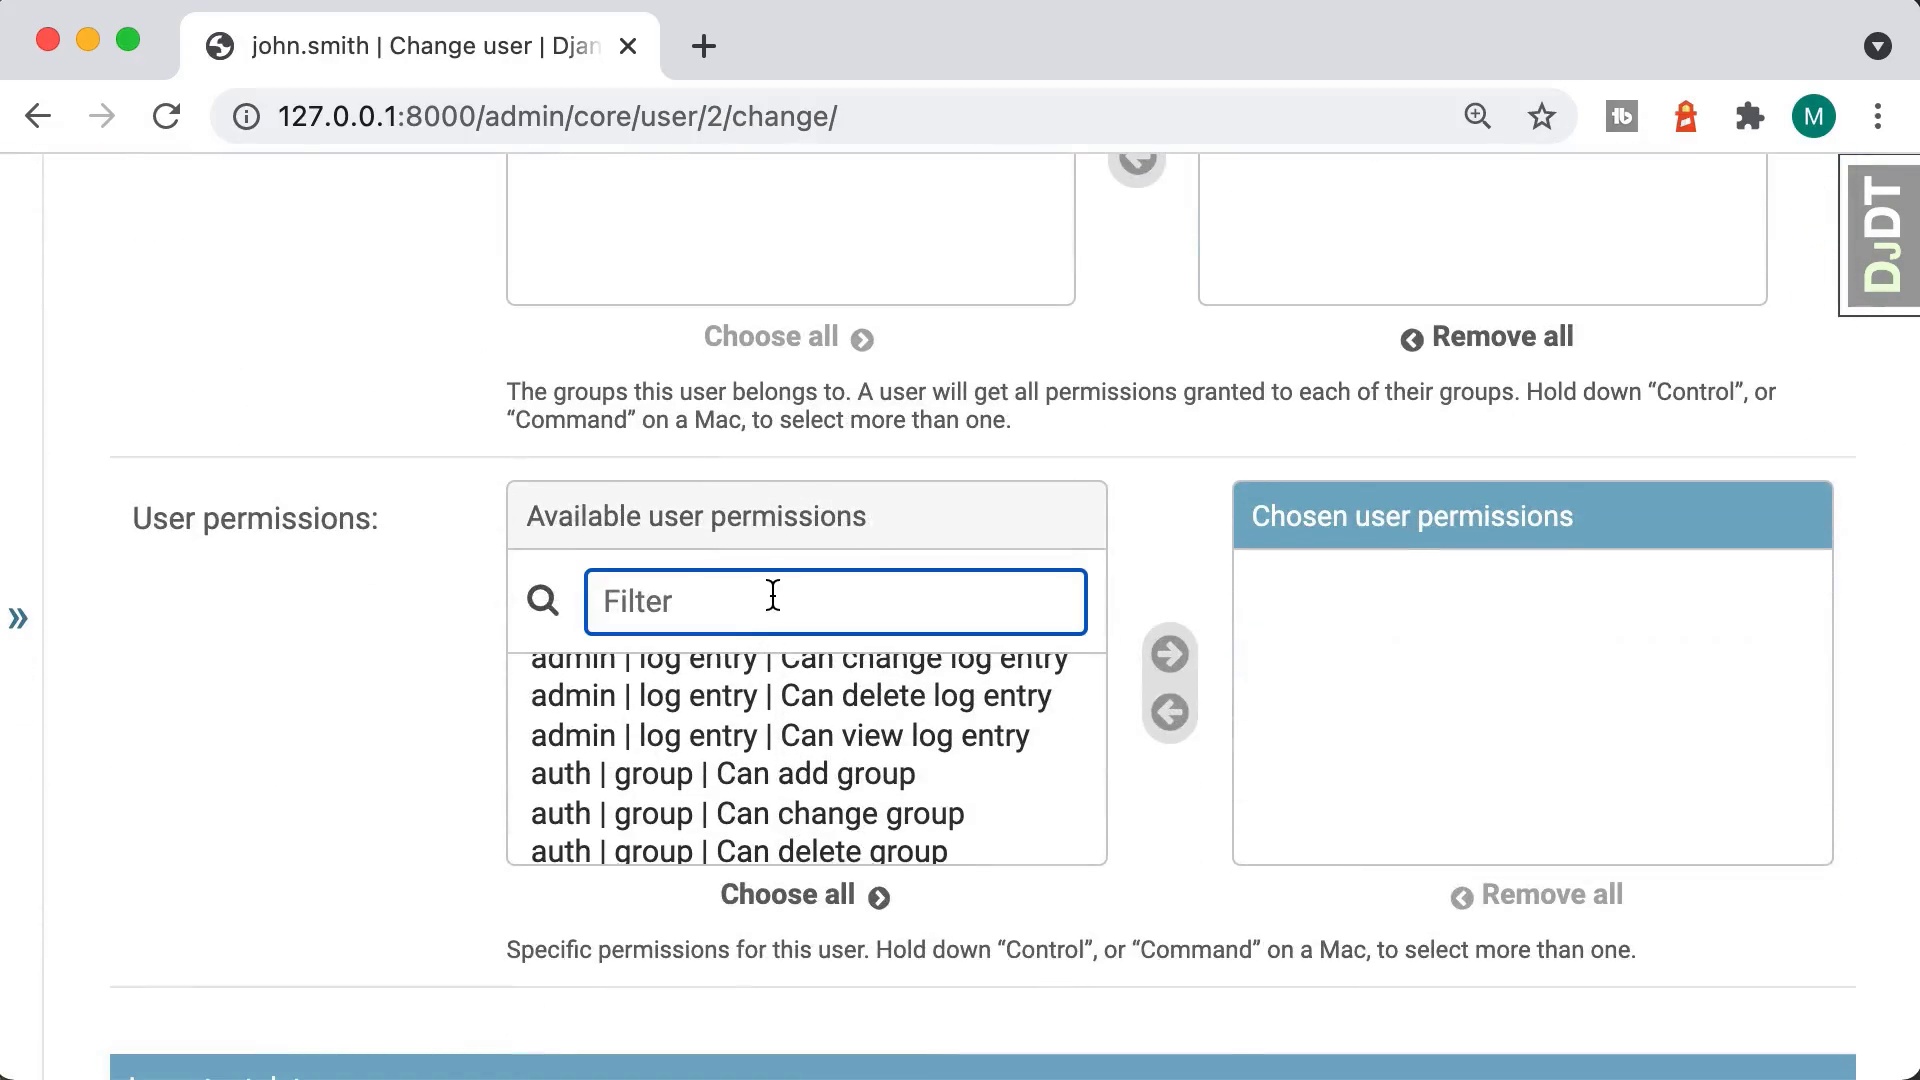 john.smith | Change user | Djan
127.0.0.1:8000/admin/core/user/2/change/
M
DJDT
Choose all
Remove all
The groups this user belongs to. A user will get all permissions granted to each of their groups. Hold down “Control”, or
“Command” on a Mac, to select more than one.
User permissions:
Available user permissions
Chosen user permissions
Filter
admin | log entry | Can change log entry
admin | log entry | Can delete log entry
admin | log entry | Can view log entry
auth | group | Can add group
auth | group | Can change group
auth | group | Can delete group
Choose all
Remove all
Specific permissions for this user. Hold down “Control”, or “Command” on a Mac, to select more than one.